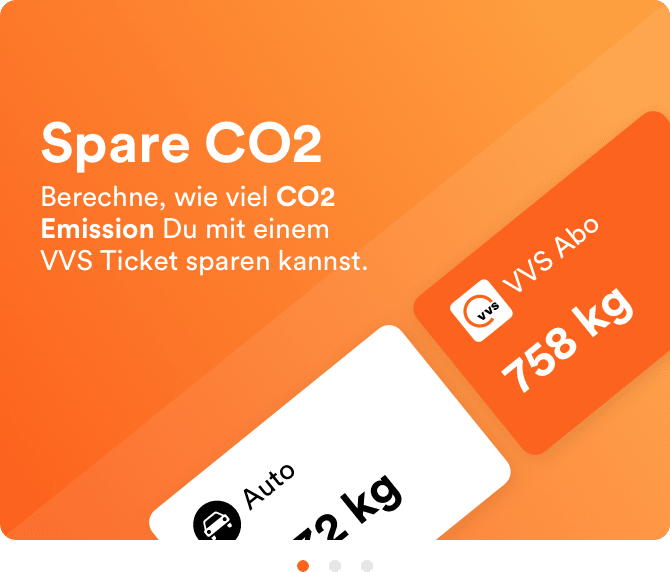 Spare CO2
Berechne, wie viel CO2
Emission Du mit einem
VVS Ticket sparen kannst.
vvs
VVS Abo
758 kg
Auto
72 kg